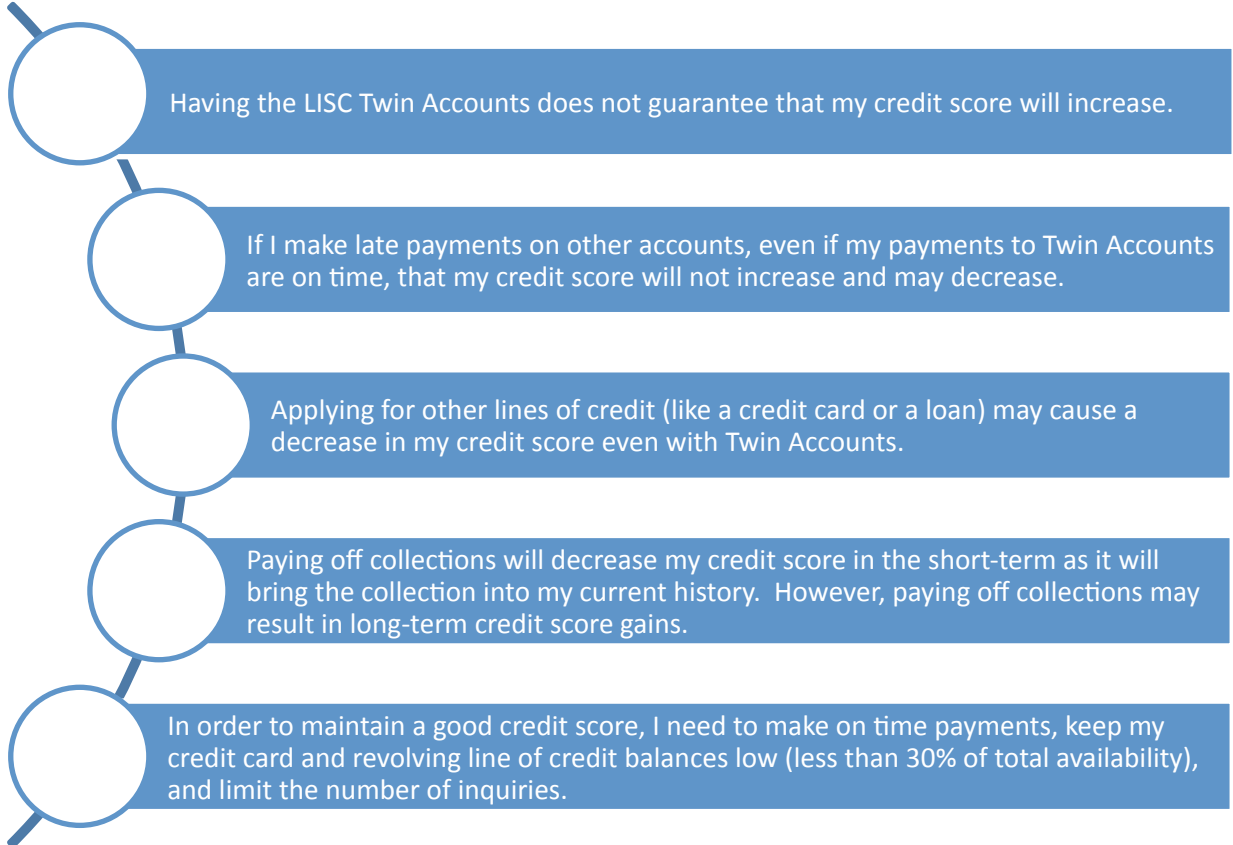 Having the LISC Twin Accounts does not guarantee that my credit score will increase.
If I make late payments on other accounts, even if my payments to Twin Accounts
are on time, that my credit score will not increase and may decrease.
Applying for other lines of credit (like a credit card or a loan) may cause a
decrease in my credit score even with Twin Accounts.
Paying off collections will decrease my credit score in the short-term as it will
bring the collection into my current history.  However, paying off collections may
result in long-term credit score gains.
In order to maintain a good credit score, I need to make on time payments, keep my
credit card and revolving line of credit balances low (less than 30% of total availability),
and limit the number of inquiries.